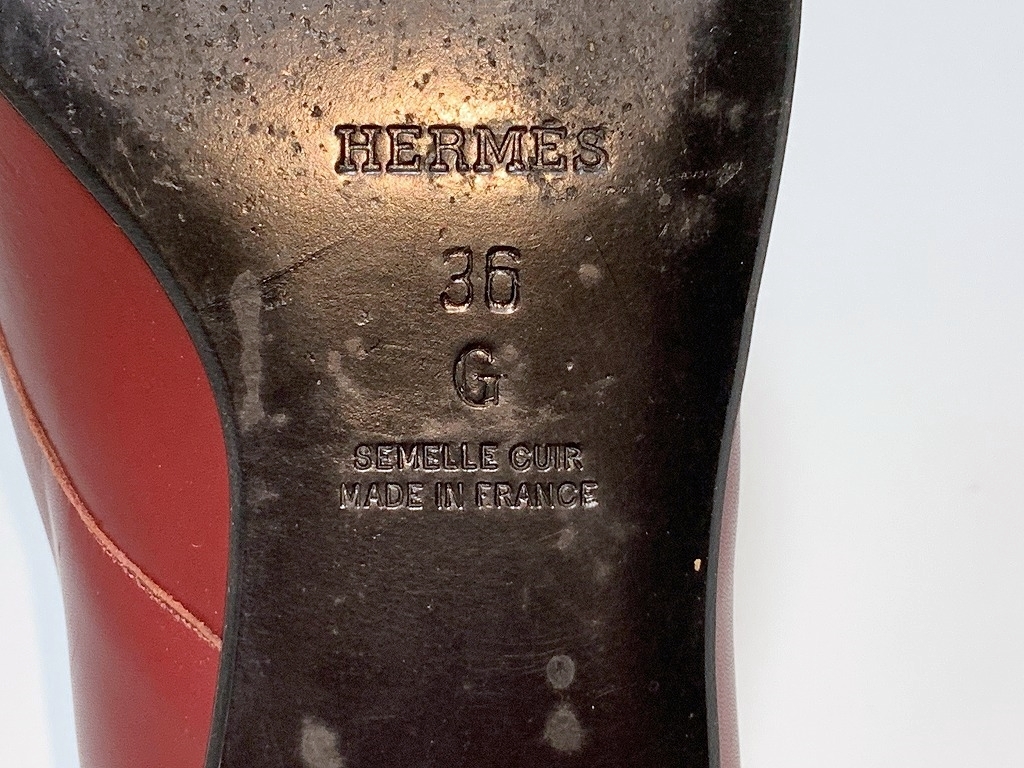 HERMÈS
36
G
SEMELLE CUIR
MADE IN FRANCE